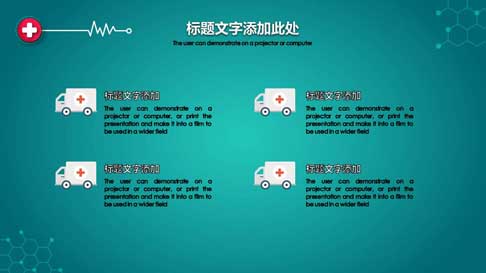 标题文字添加此处
The user can demonstrate on a projector or computer
标题文字添加
The user can demonstrate on a
projector or computer, or print the
presentation and make it into a film to
be used in a wider field
标题文字添加
The user can demonstrate on a
projector or computer, or print the
presentation and make it into a film to
be used in a wider field
标题文字添加
The user can demonstrate on a
projector or computer, or print the
presentation and make it into a film to
be used in a wider field
标题文字添加
The user can demonstrate on a
projector or computer, or print the
presentation and make it into a film to
be used in a wider field